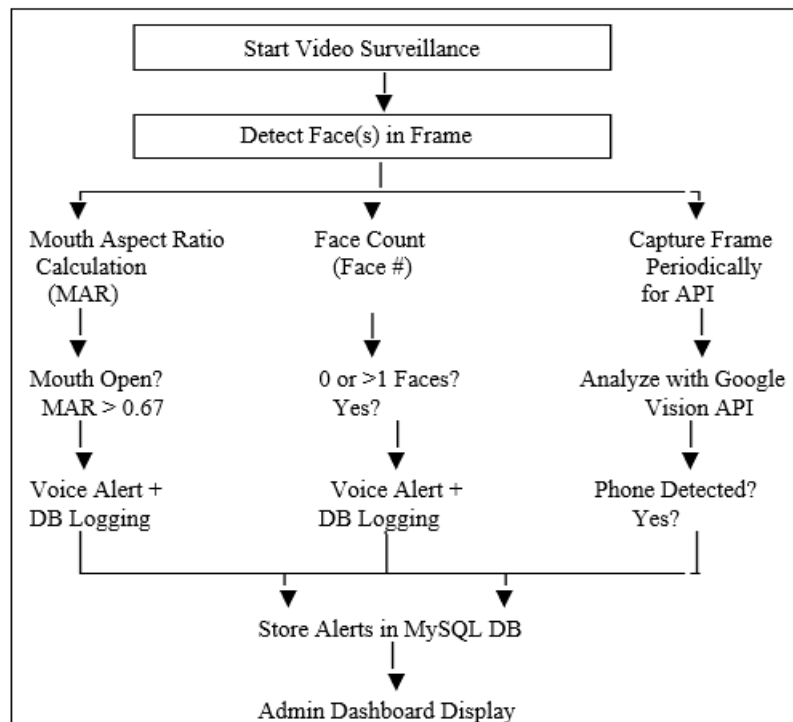 Start Video Surveillance
Detect Face(s) in Frame
Mouth Aspect Ratio
Calculation
(MAR)
Face Count
(Face #)
Capture Frame
Periodically
for API
Mouth Open?
MAR > 0.67
0 or >1 Faces?
Yes?
Analyze with Google
Vision API
Voice Alert +
DB Logging
Voice Alert +
DB Logging
Phone Detected?
Yes?
Store Alerts in MySQL DB
Admin Dashboard Display